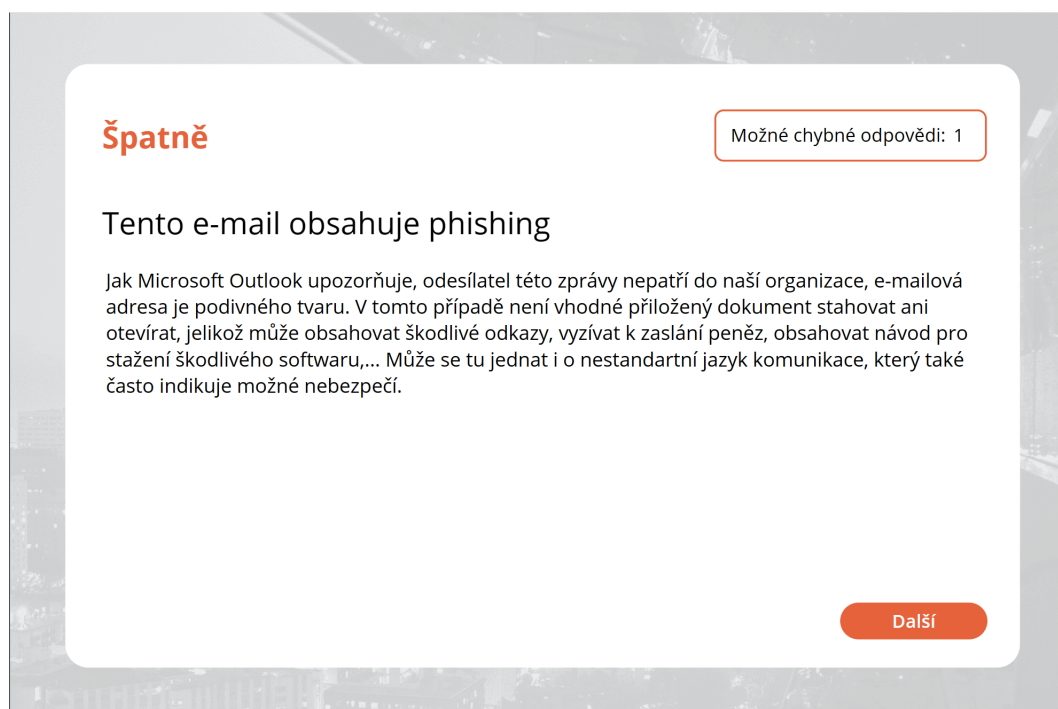 Špatně
Možné chybné odpovědi: 1
Tento e-mail obsahuje phishing
Jak Microsoft Outlook upozorňuje, odesílatel této zprávy nepatří do naší organizace, e-mailová
adresa je podivného tvaru. V tomto případě není vhodné přiložený dokument stahovat ani
otevírat, jelikož může obsahovat škodlivé odkazy, vyzívat k zaslání peněz, obsahovat návod pro
stažení škodlivého softwaru,... Může se tu jednat i o nestandartní jazyk komunikace, který také
často indikuje možné nebezpečí.
Další